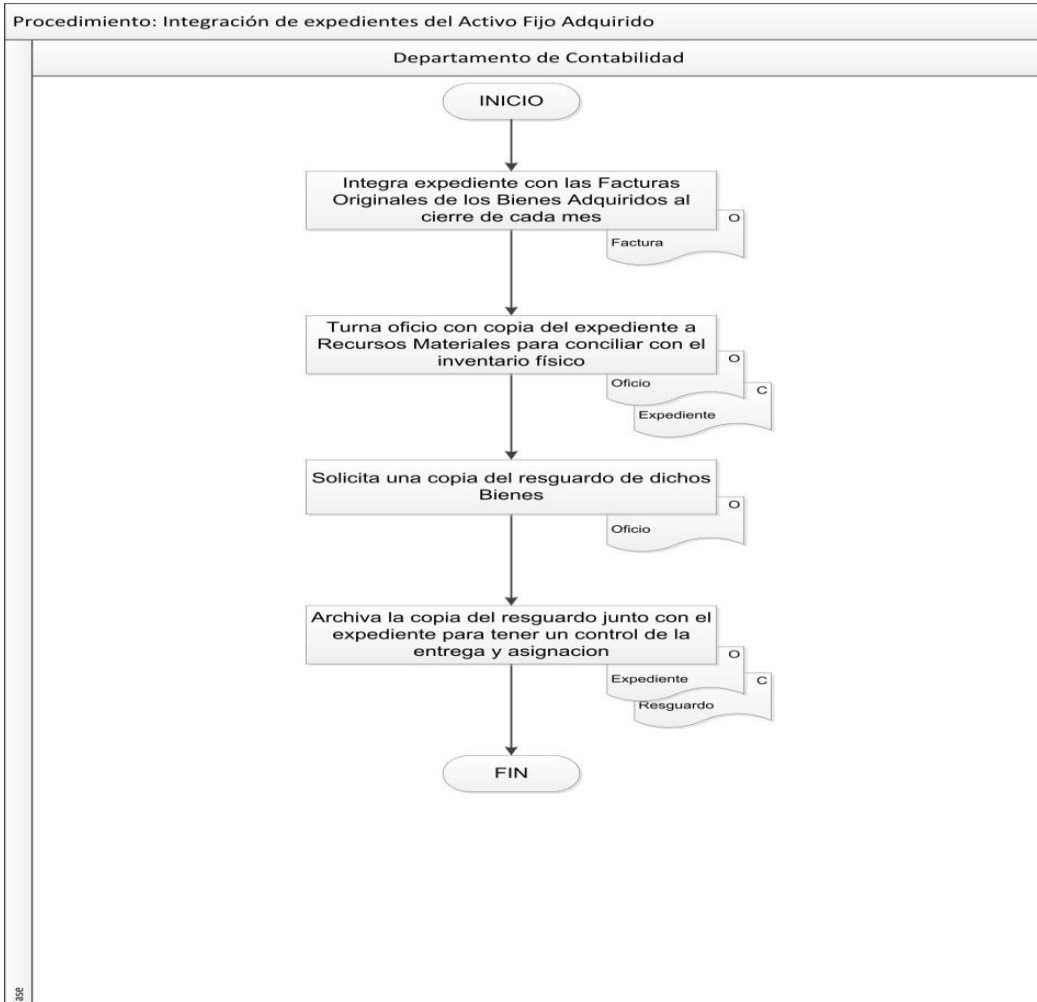 Procedimiento: Integración de expedientes del Activo Fijo Adquirido
Departamento de Contabilidad
INICIO
Integra expediente con las Facturas
Originales de los Bienes Adquiridos al
cierre de cada mes
O
Factura
Turna oficio con copia del expediente a
Recursos Materiales para conciliar con el
inventario físico
O
Oficio
C
Expediente
Solicita una copia del resguardo de dichos
Bienes
O
Oficio
Archiva la copia del resguardo junto con el
expediente para tener un control de la
entrega y asignacion
O
Expediente
C
Resguardo
FIN
ase